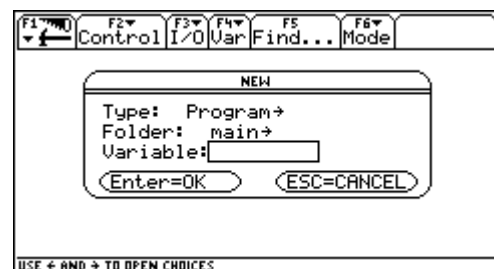 F1 F2 F3 F4 F5 F6
Control I/O Var Find... Mode
NEW
Type: Program→
Folder: main→
Variable:
Enter=OK ESC=CANCEL
USE ← AND → TO OPEN CHOICES